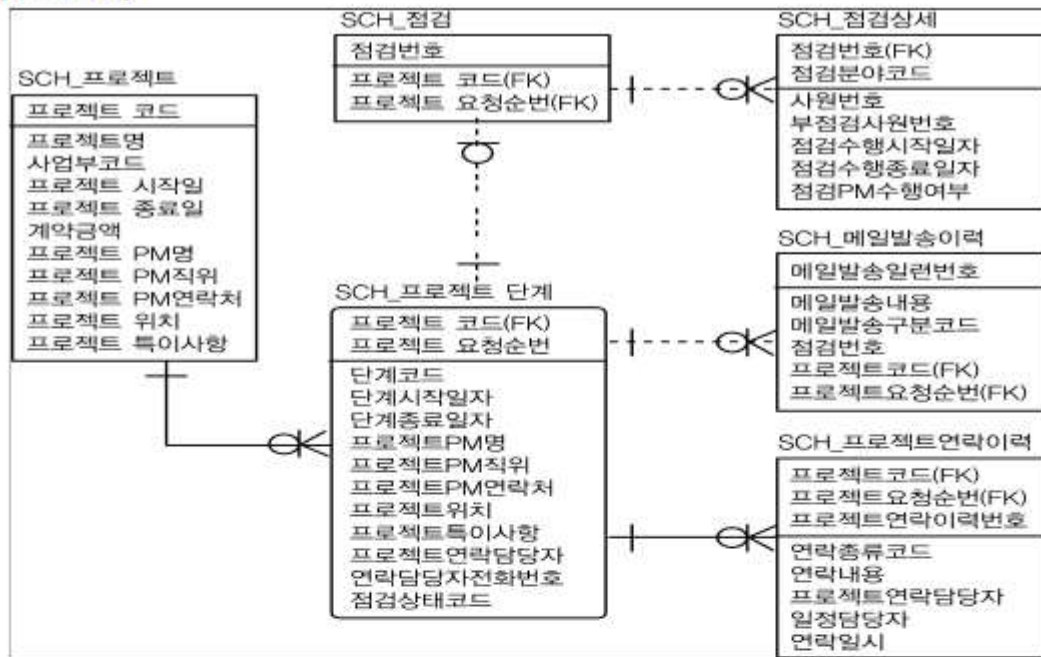 SCH_프로젝트
프로젝트 코드
프로젝트명
사업부코드
프로젝트 시작일
프로젝트 종료일
계약금액
프로젝트 PM명
프로젝트 PM직위
프로젝트 PM연락처
프로젝트 위치
프로젝트 특이사항
SCH_점검
점검번호
프로젝트 코드(FK)
프로젝트 요청순번(FK)
SCH_프로젝트 단계
프로젝트 코드(FK)
프로젝트 요청순번
단계코드
단계시작일자
단계종료일자
프로젝트PM명
프로젝트PM직위
프로젝트PM연락처
프로젝트위치
프로젝트특이사항
프로젝트연락담당자
연락담당자전화번호
점검상태코드
SCH_점검상세
점검번호(FK)
점검분야코드
사원번호
부점검사원번호
점검수행시작일자
점검수행종료일자
점검PM수행여부
SCH_메일발송이력
메일발송일련번호
메일발송내용
메일발송구분코드
점검번호
프로젝트코드(FK)
프로젝트요청순번(FK)
SCH_프로젝트연락이력
프로젝트코드(FK)
프로젝트요청순번(FK)
프로젝트연락이력번호
연락종류코드
연락내용
프로젝트연락담당자
일정담당자
연락일시